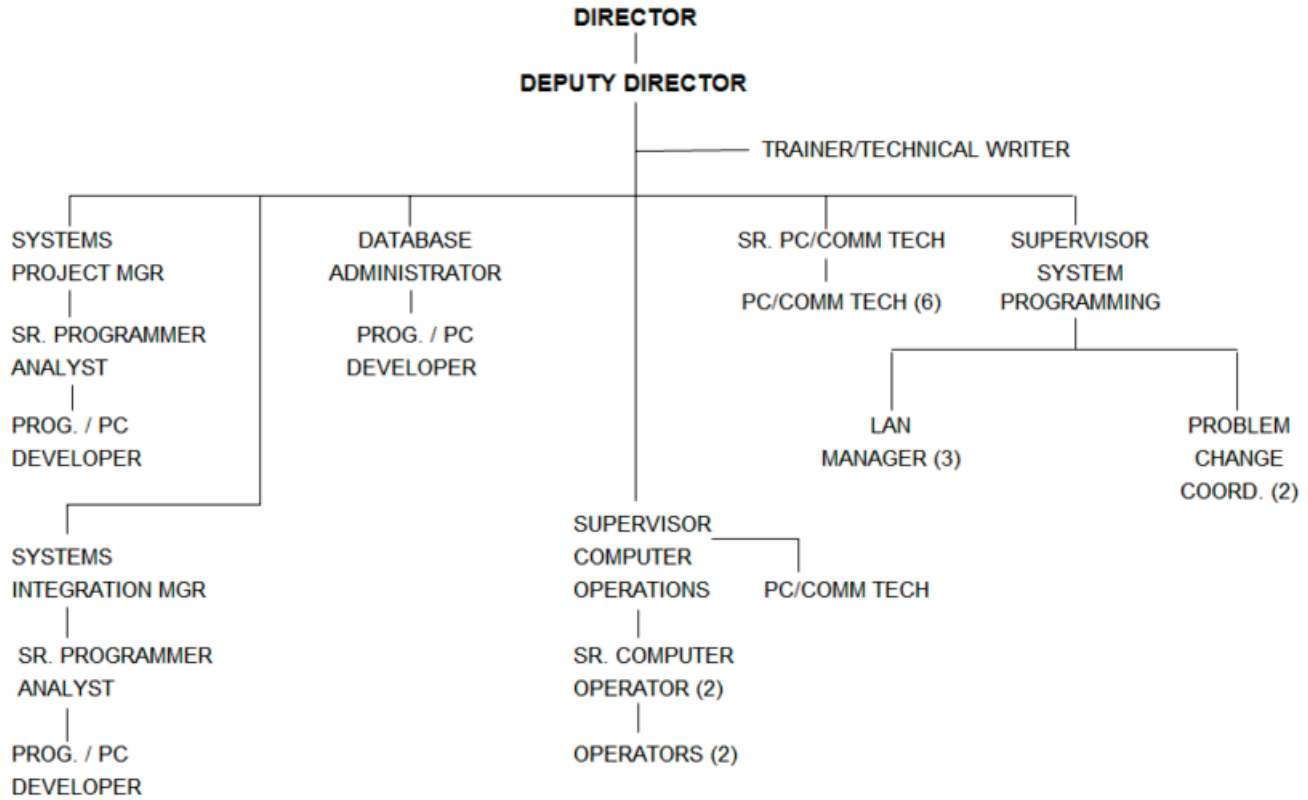 DIRECTOR
DEPUTY DIRECTOR
TRAINER/TECHNICAL WRITER
SYSTEMS
PROJECT MGR
SR. PROGRAMMER
ANALYST
PROG. / PC
DEVELOPER
SYSTEMS
INTEGRATION MGR
SR. PROGRAMMER
ANALYST
PROG. / PC
DEVELOPER
DATABASE
ADMINISTRATOR
PROG. / PC
DEVELOPER
SUPERVISOR
COMPUTER
OPERATIONS
PC/COMM TECH
SR. COMPUTER
OPERATOR (2)
OPERATORS (2)
SR. PC/COMM TECH
PC/COMM TECH (6)
SUPERVISOR
SYSTEM
PROGRAMMING
LAN
MANAGER (3)
PROBLEM
CHANGE
COORD. (2)